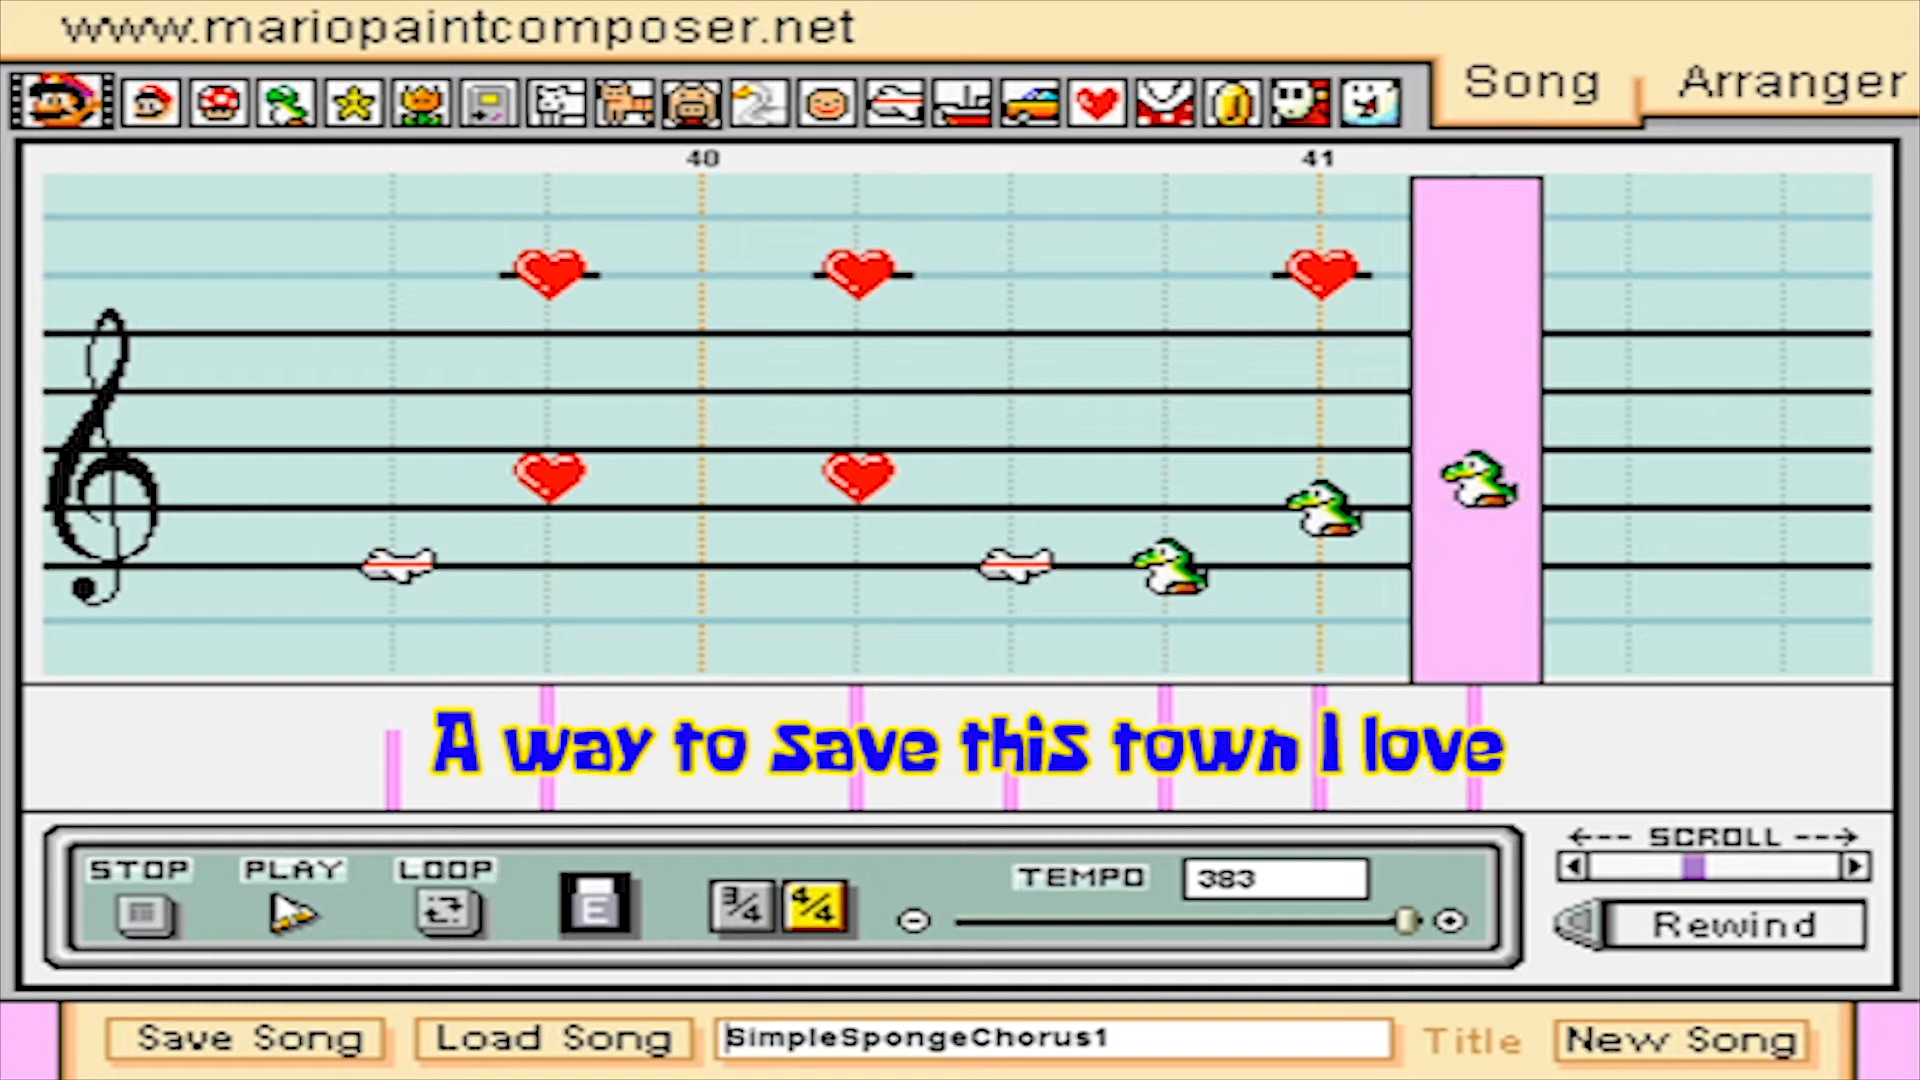 www.mariopaintcomposer.net
Song
Arranger
40
41
A way to save this town I love
STOP
PLAY
LOOP
E
3/4
4/4
TEMPO
383
<--- SCROLL --->
Rewind
Save Song
Load Song
SimpleSpongeChorus1
Title
New Song